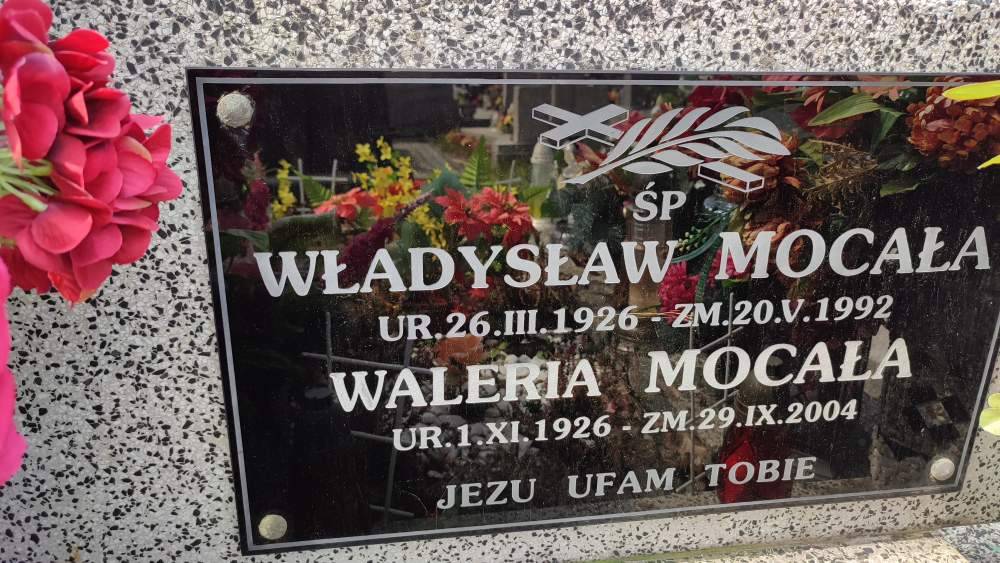 ŚP
WŁADYSŁAW MOCAŁA
UR.26.III.1926 - ZM.20.V.1992
WALERIA MOCAŁA
UR.1.XI.1926 - ZM.29.IX.2004
JEZU UFAM TOBIE